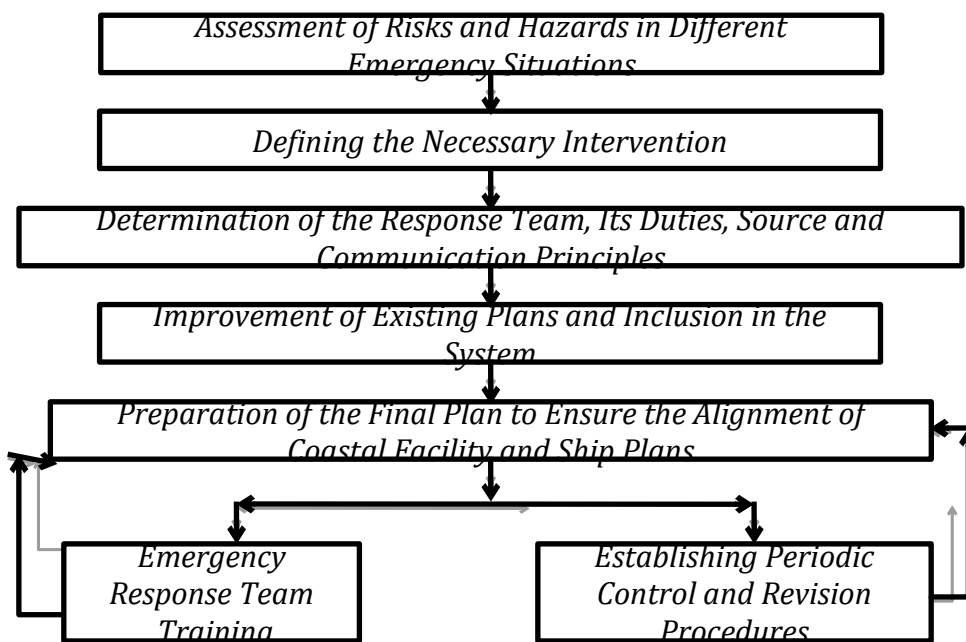 Assessment of Risks and Hazards in Different
Emergency Situations
Defining the Necessary Intervention
Determination of the Response Team, Its Duties, Source and
Communication Principles
Improvement of Existing Plans and Inclusion in the
System
Preparation of the Final Plan to Ensure the Alignment of
Coastal Facility and Ship Plans
Emergency
Response Team
Training
Establishing Periodic
Control and Revision
Procedures